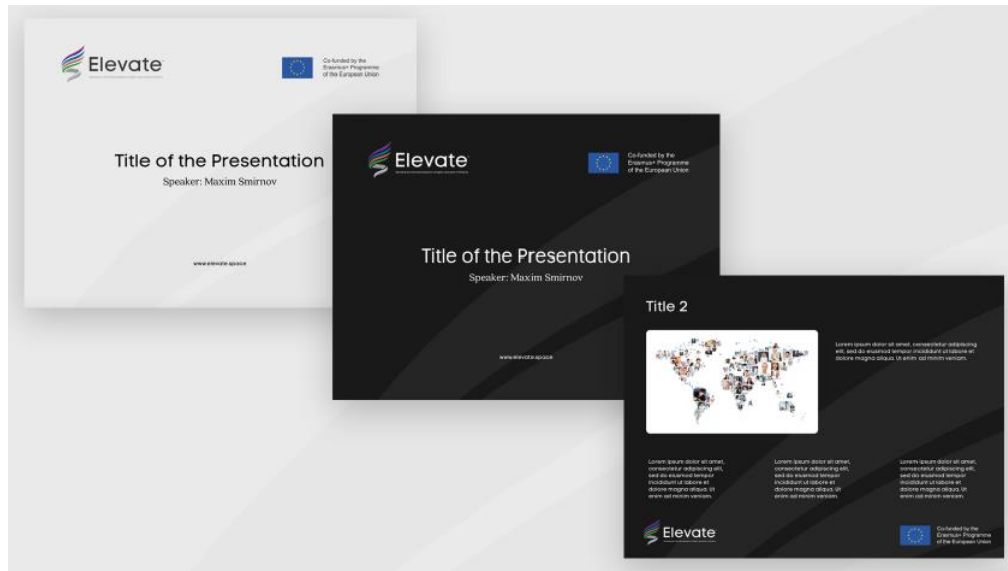 Elevate
Co-funded by the
Erasmus+ Programme
of the European Union
Title of the Presentation
Speaker: Maxim Smirnov
www.elevate.space
Elevate
Co-funded by the
Erasmus+ Programme
of the European Union
Title of the Presentation
Speaker: Maxim Smirnov
www.elevate.space
Title 2
Lorem ipsum dolor sit amet, consectetur adipiscing
elit, sed do eiusmod tempor incididunt ut labore et
dolore magna aliqua. Ut enim ad minim veniam.
Lorem ipsum dolor sit amet,
consectetur adipiscing elit,
sed do eiusmod tempor
incididunt ut labore et
dolore magna aliqua. Ut
enim ad minim veniam.
Lorem ipsum dolor sit amet,
consectetur adipiscing elit,
sed do eiusmod tempor
incididunt ut labore et
dolore magna aliqua. Ut
enim ad minim veniam.
Lorem ipsum dolor sit amet,
consectetur adipiscing elit,
sed do eiusmod tempor
incididunt ut labore et
dolore magna aliqua. Ut
enim ad minim veniam.
Elevate
Co-funded by the
Erasmus+ Programme
of the European Union